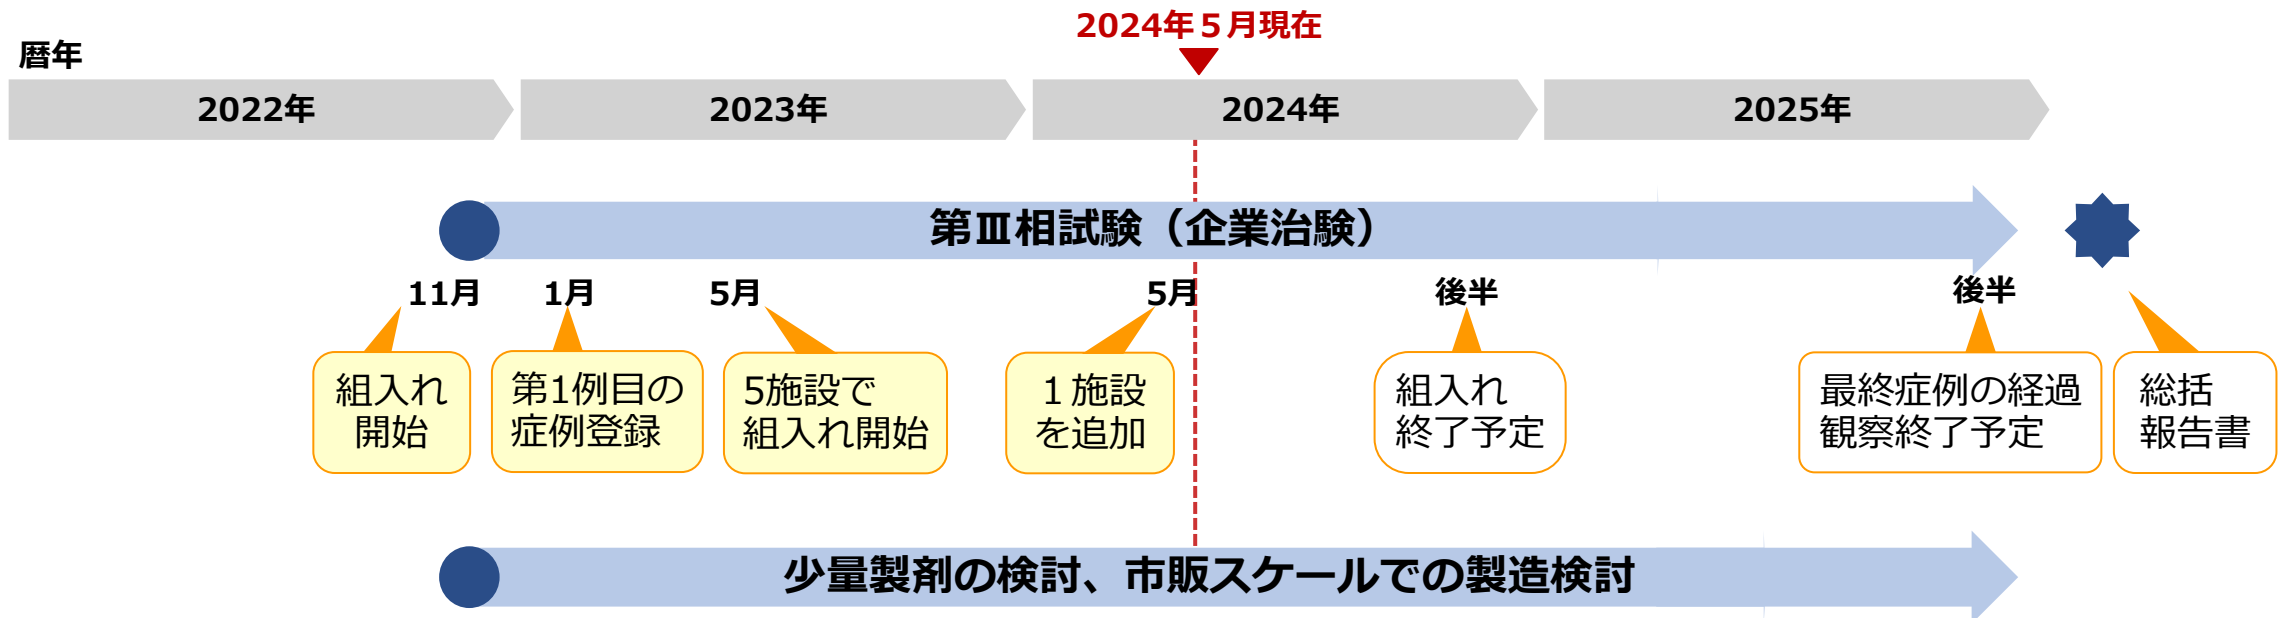 2024年５月現在
暦年
2022年
2023年
2024年
2025年
第Ⅲ相試験（企業治験）
11月
1月
5月
5月
後半
後半
組入れ
開始
第1例目の
症例登録
5施設で
組入れ開始
１施設
を追加
組入れ
終了予定
最終症例の経過
観察終了予定
総括
報告書
少量製剤の検討、市販スケールでの製造検討